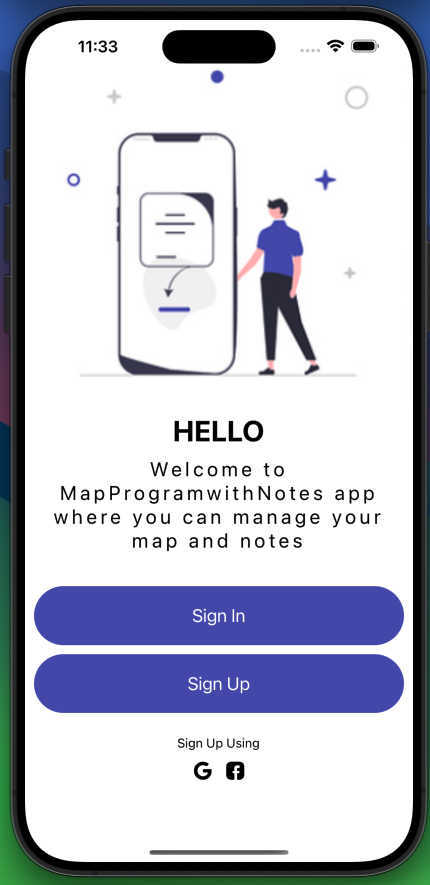 11:33
HELLO
Welcome to
MapProgramwithNotes app
where you can manage your
map and notes
Sign In
Sign Up
Sign Up Using